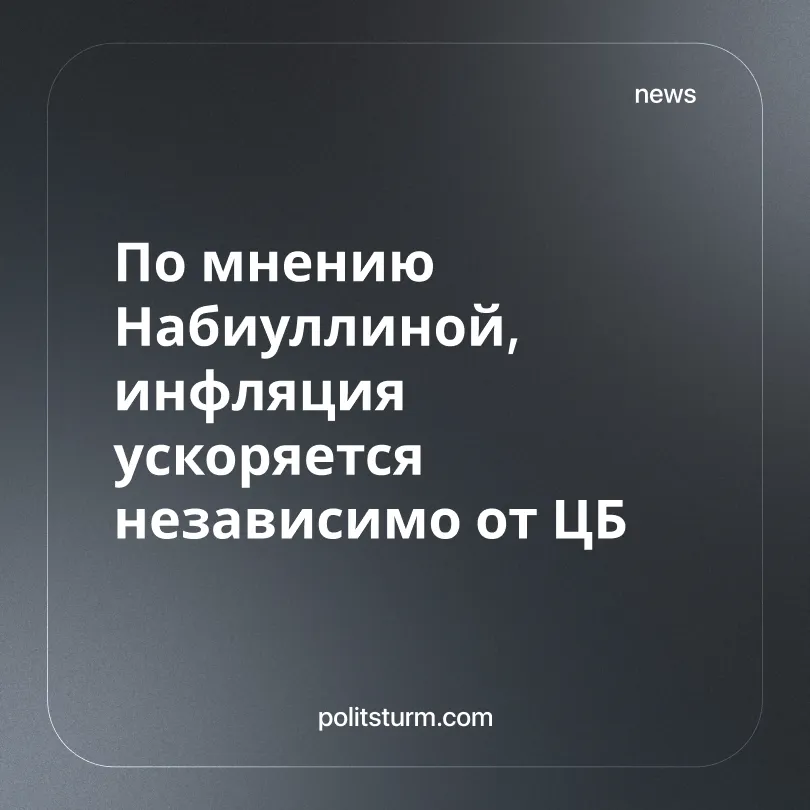 news
По мнению
Набиуллиной,
инфляция
ускоряется
независимо от ЦБ
politsturm.com